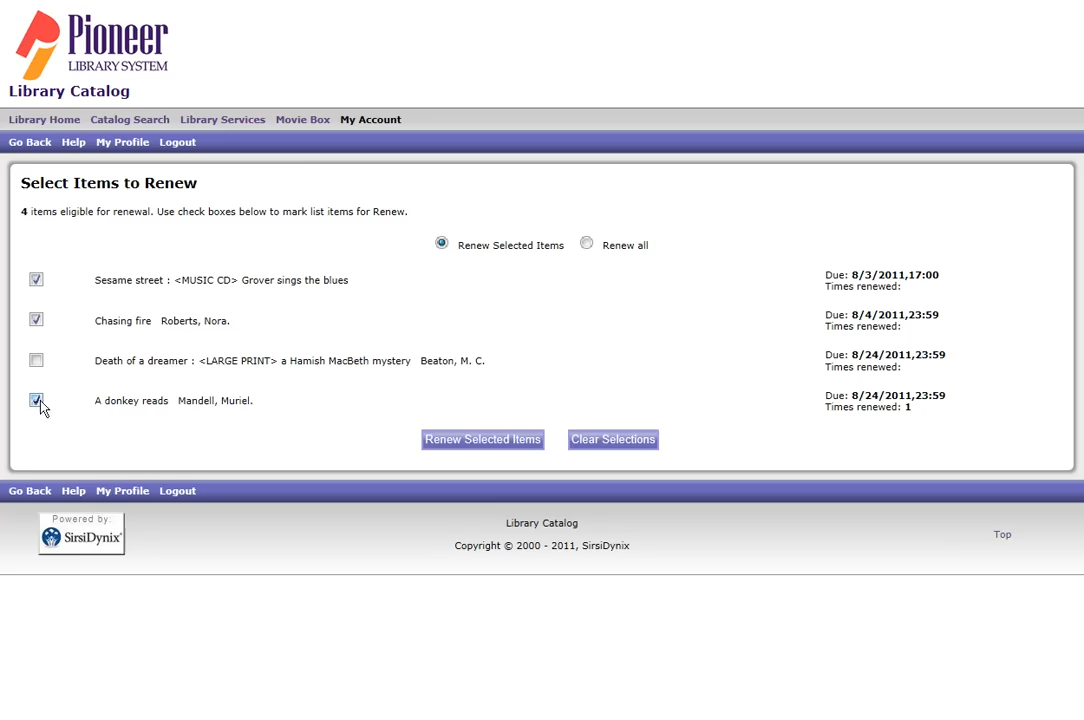 Pioneer
LIBRARY SYSTEM
Library Catalog
Library Home Catalog Search Library Services Movie Box My Account
Go Back Help My Profile Logout
Select Items to Renew
4 items eligible for renewal. Use check boxes below to mark list items for Renew.
Renew Selected Items Renew all
Sesame street : <MUSIC CD> Grover sings the blues
Due: 8/3/2011,17:00
Times renewed:
Chasing fire Roberts, Nora.
Due: 8/4/2011,23:59
Times renewed:
Death of a dreamer : <LARGE PRINT> a Hamish MacBeth mystery Beaton, M. C.
Due: 8/24/2011,23:59
Times renewed:
A donkey reads Mandell, Muriel.
Due: 8/24/2011,23:59
Times renewed: 1
Renew Selected Items Clear Selections
Go Back Help My Profile Logout
Powered by:
SirsiDynix
Library Catalog
Copyright © 2000 - 2011, SirsiDynix
Top